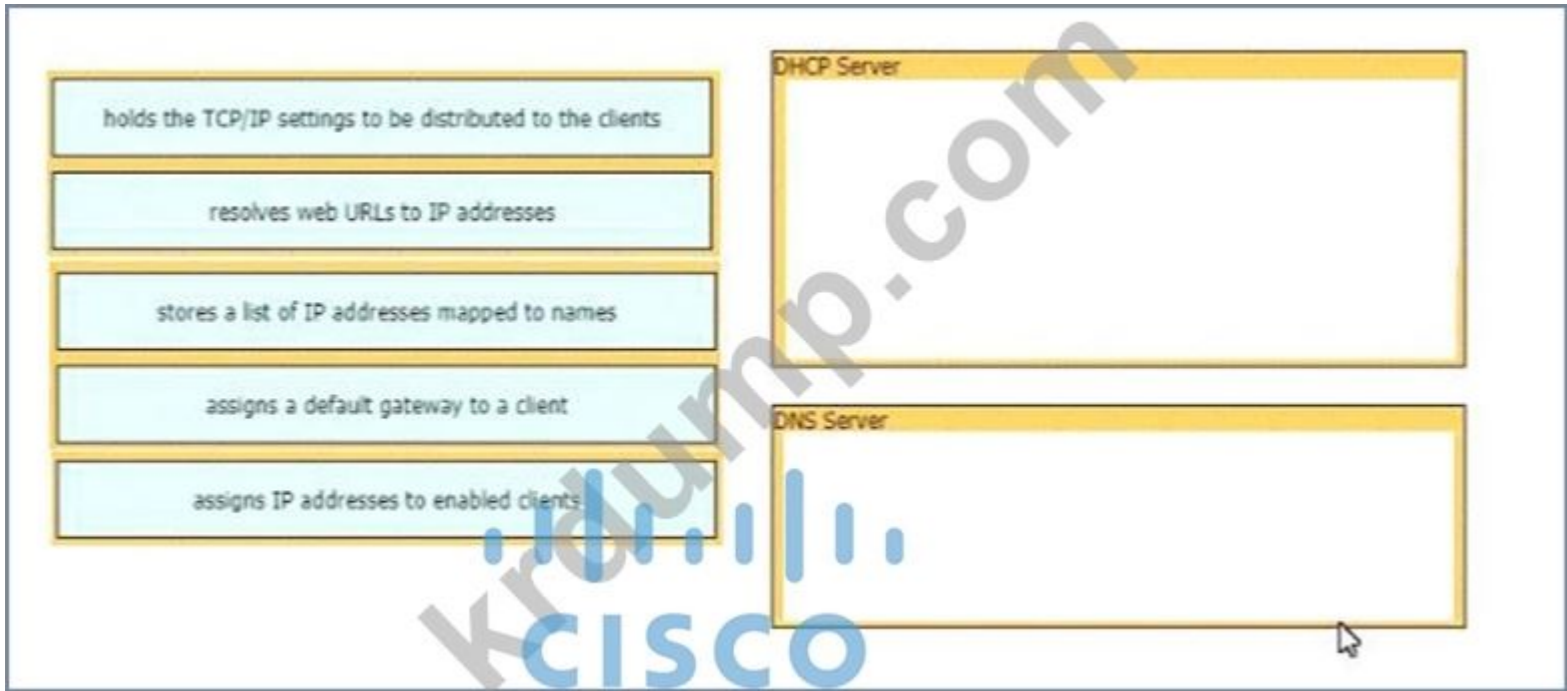 holds the TCP/IP settings to be distributed to the clients
resolves web URLs to IP addresses
stores a list of IP addresses mapped to names
assigns a default gateway to a client
assigns IP addresses to enabled clients
DHCP Server
DNS Server
krdump.com
CISCO